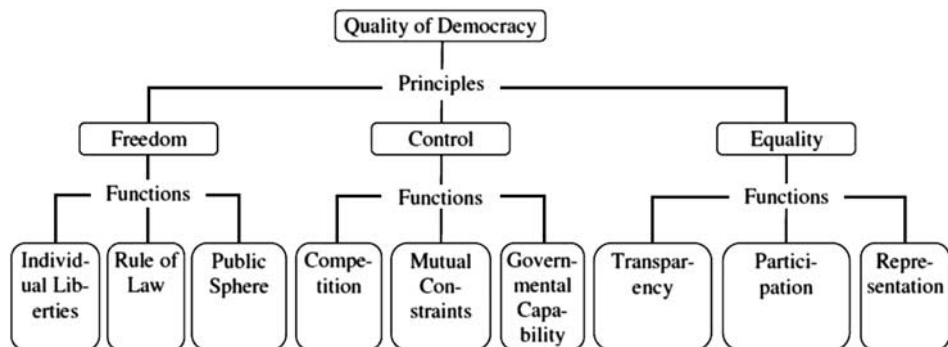 Quality of Democracy
Principles
Freedom
Control
Equality
Functions
Functions
Functions
Individ-
ual Lib-
erties
Rule of
Law
Public
Sphere
Compe-
tition
Mutual
Con-
straints
Govern-
mental
Capa-
bility
Transpar-
ency
Partici-
pation
Repre-
sentation